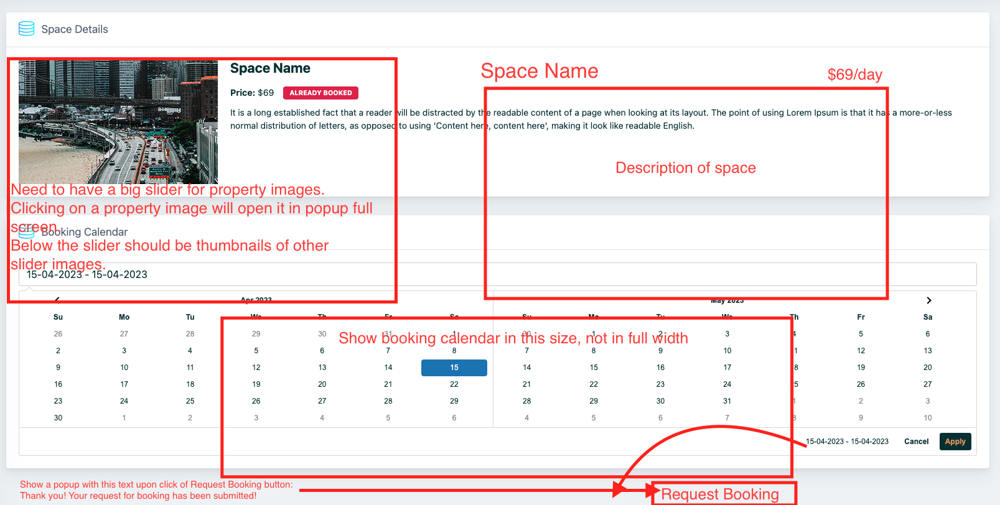 Space Details
Space Name
Price: $69 ALREADY BOOKED
It is a long established fact that a reader will be distracted by the readable content of a page when looking at its layout. The point of using Lorem Ipsum is that it has a more-or-less
normal distribution of letters, as opposed to using 'Content here, content here', making it look like readable English.
Space Name
$69/day
Description of space
Need to have a big slider for property images.
Clicking on a property image will open it in popup full
screen.
Below the slider should be thumbnails of other
slider images.
Booking Calendar
15-04-2023 - 15-04-2023
Apr 2023
Su Mo Tu We Th Fr Sa
26 27 28 29 30 31 1
2 3 4 5 6 7 8
9 10 11 12 13 14 15
16 17 18 19 20 21 22
23 24 25 26 27 28 29
30 1 2 3 4 5 6
May 2023
Su Mo Tu We Th Fr Sa
30 1 2 3 4 5 6
7 8 9 10 11 12 13
14 15 16 17 18 19 20
21 22 23 24 25 26 27
28 29 30 31 1 2 3
4 5 6 7 8 9 10
Show booking calendar in this size, not in full width
15-04-2023 - 15-04-2023 Cancel Apply
Show a popup with this text upon click of Request Booking button:
Thank you! Your request for booking has been submitted!
Request Booking